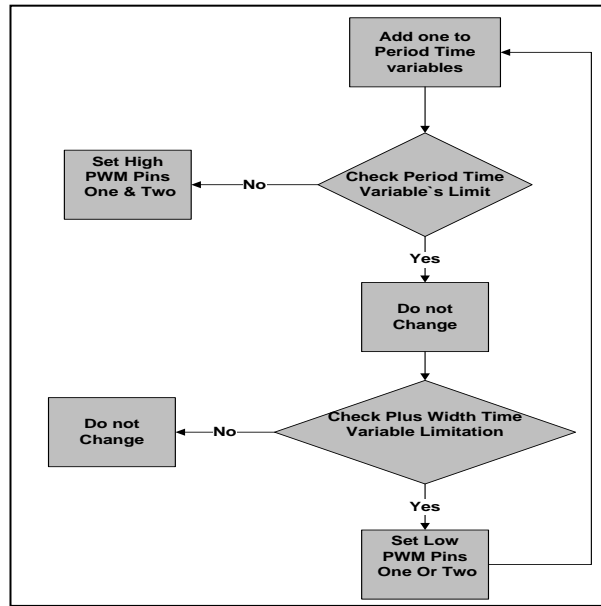 Add one to
Period Time
variables
Set High
PWM Pins
One & Two
No
Check Period Time
Variable`s Limit
Yes
Do not
Change
Do not
Change
No
Check Plus Width Time
Variable Limitation
Yes
Set Low
PWM Pins
One Or Two